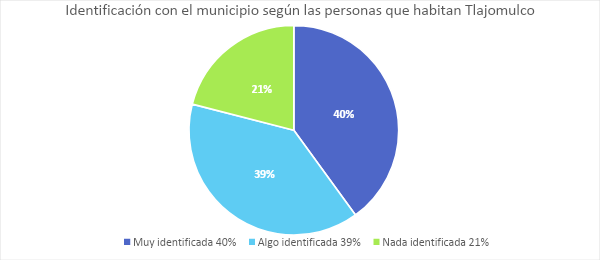 Identificación con el municipio según las personas que habitan Tlajomulco
21%
40%
39%
Muy identificada 40% Algo identificada 39% Nada identificada 21%